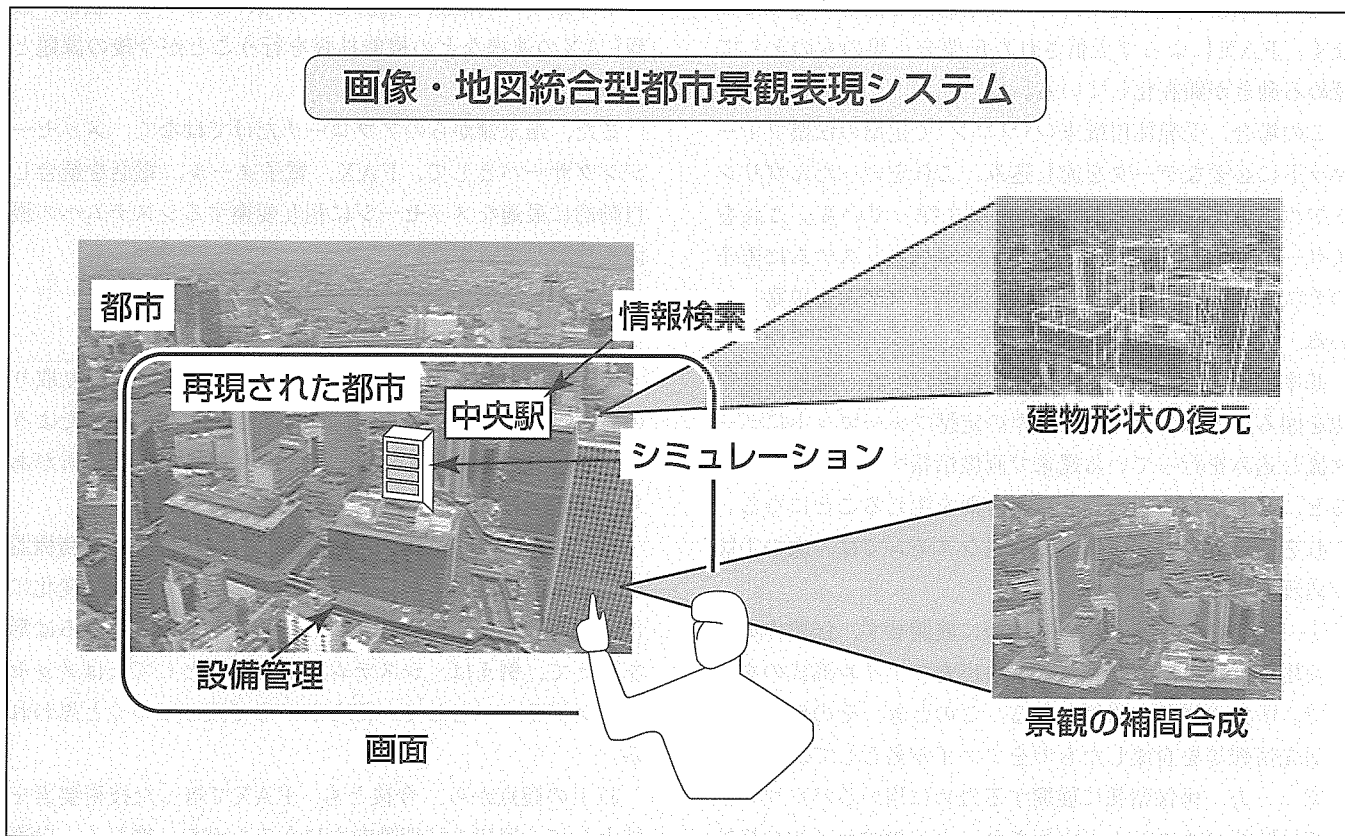 画像・地図統合型都市景観表現システム
都市
情報検索
再現された都市
中央駅
建物形状の復元
シミュレーション
設備管理
景観の補間合成
画面